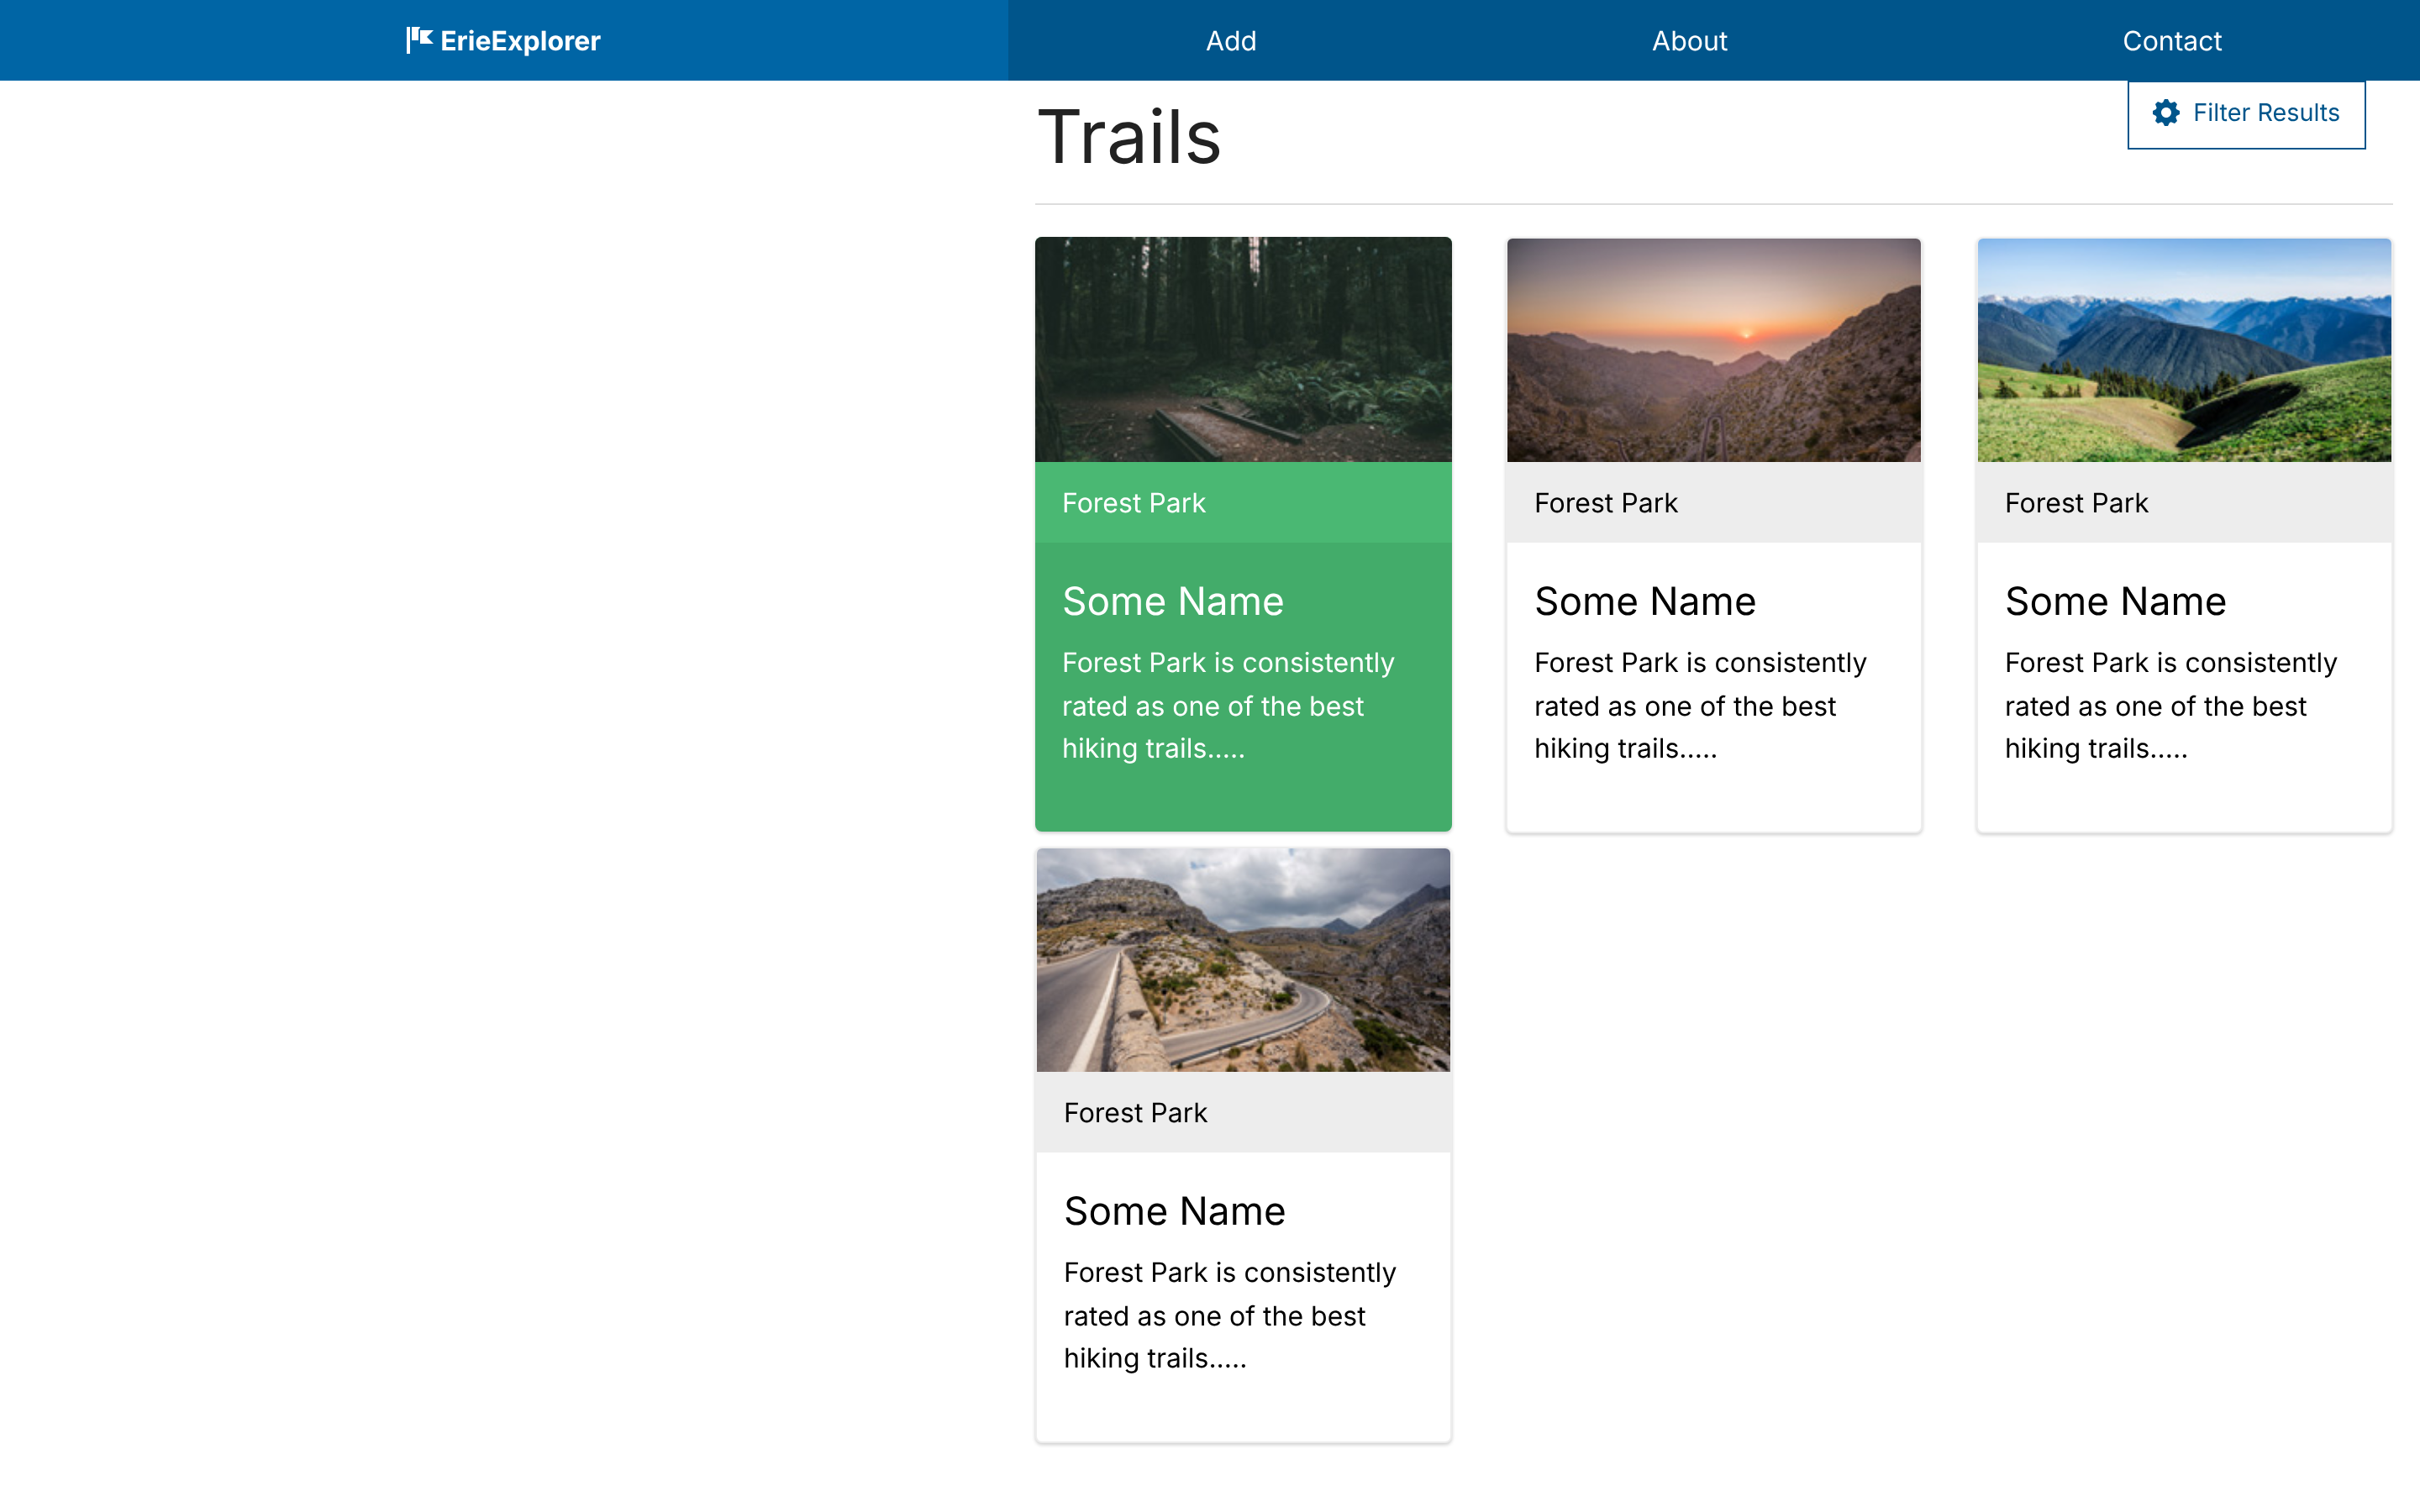 ErieExplorer
Add
About
Contact
Trails
Filter Results
Forest Park
Some Name
Forest Park is consistently
rated as one of the best
hiking trails.....
Forest Park
Some Name
Forest Park is consistently
rated as one of the best
hiking trails.....
Forest Park
Some Name
Forest Park is consistently
rated as one of the best
hiking trails.....
Forest Park
Some Name
Forest Park is consistently
rated as one of the best
hiking trails.....